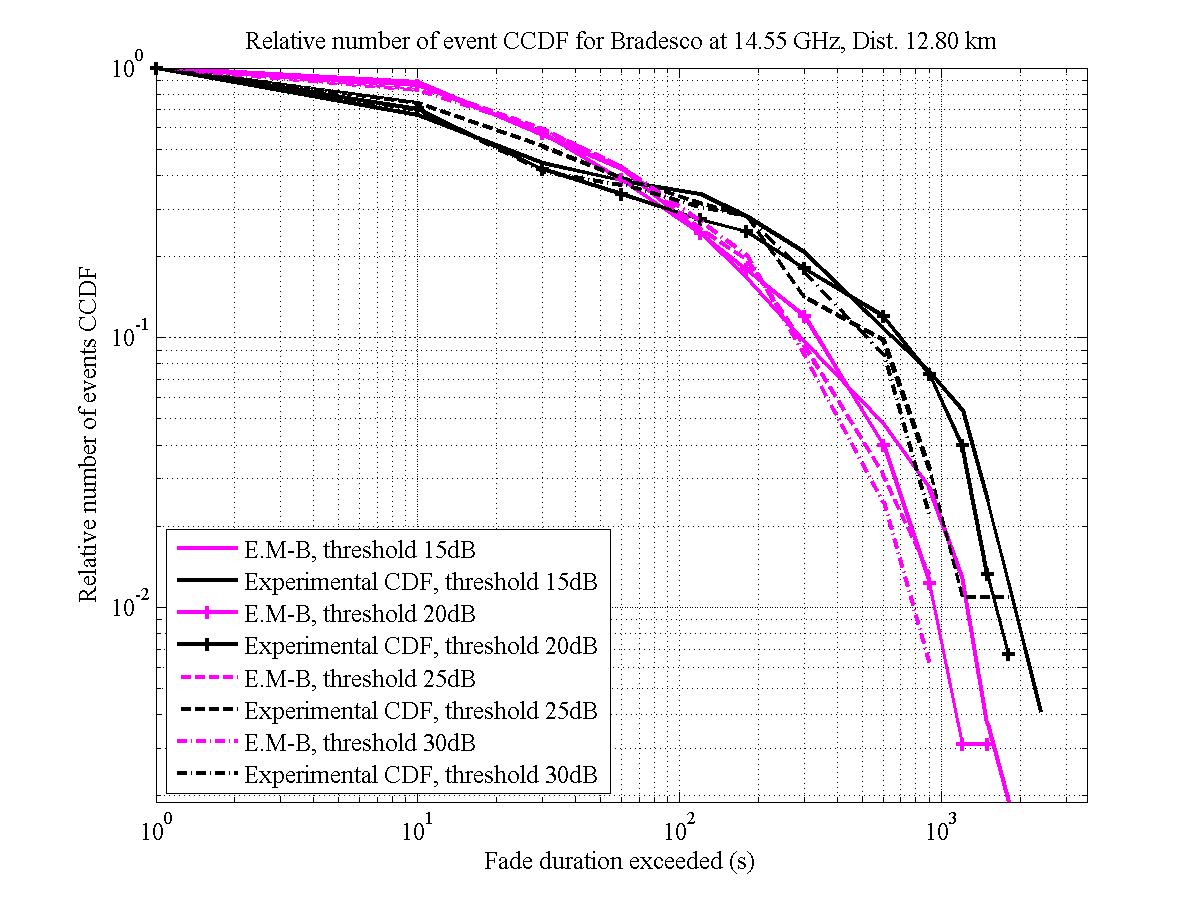 Relative number of event CCDF for Bradesco at 14.55 GHz, Dist. 12.80 km
10^0
10^-1
10^-2
Relative number of events CCDF
E.M-B, threshold 15dB
Experimental CDF, threshold 15dB
E.M-B, threshold 20dB
Experimental CDF, threshold 20dB
E.M-B, threshold 25dB
Experimental CDF, threshold 25dB
E.M-B, threshold 30dB
Experimental CDF, threshold 30dB
10^0 10^1 10^2 10^3
Fade duration exceeded (s)